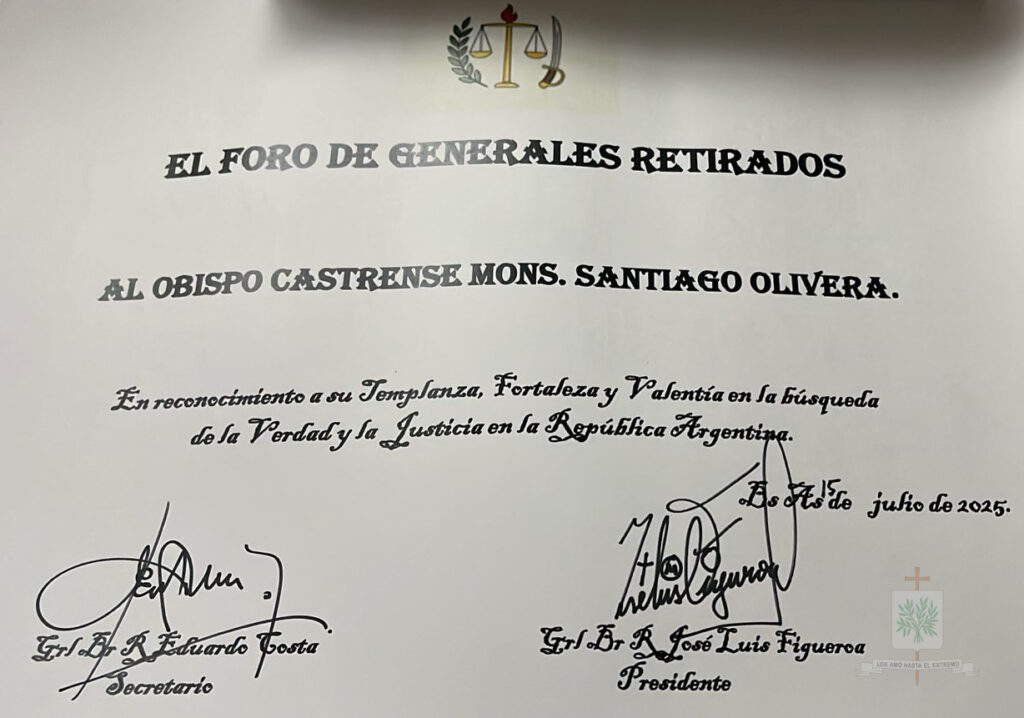 EL FORO DE GENERALES RETIRADOS
AL OBISPO CASTRENSE MONS. SANTIAGO OLIVERA.
En reconocimiento a su Templanza, Fortaleza y Valentía en la búsqueda
de la Verdad y la Justicia en la República Argentina.
Bs As 15 de julio de 2025.
Grl Br R Eduardo Costa
Secretario
Grl Br R José Luis Figueroa
Presidente
LOS AMO HASTA EL EXTREMO